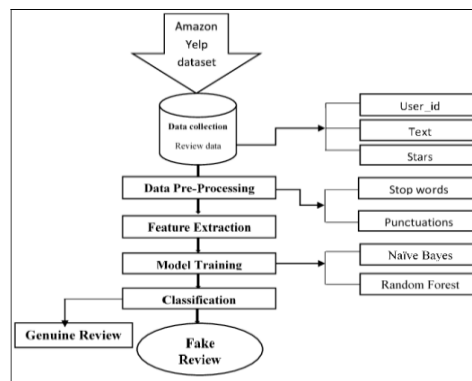 Amazon
Yelp
dataset
Data collection
Review data
User_id
Text
Stars
Data Pre-Processing
Stop words
Punctuations
Feature Extraction
Model Training
Naïve Bayes
Random Forest
Classification
Genuine Review
Fake
Review